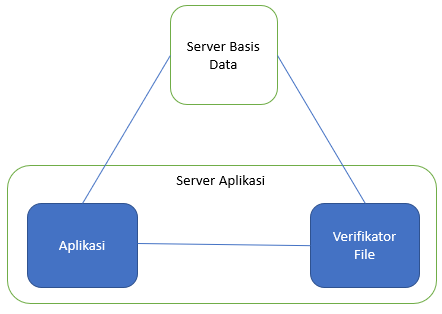 Server Basis
Data
Server Aplikasi
Aplikasi
Verifikator
File